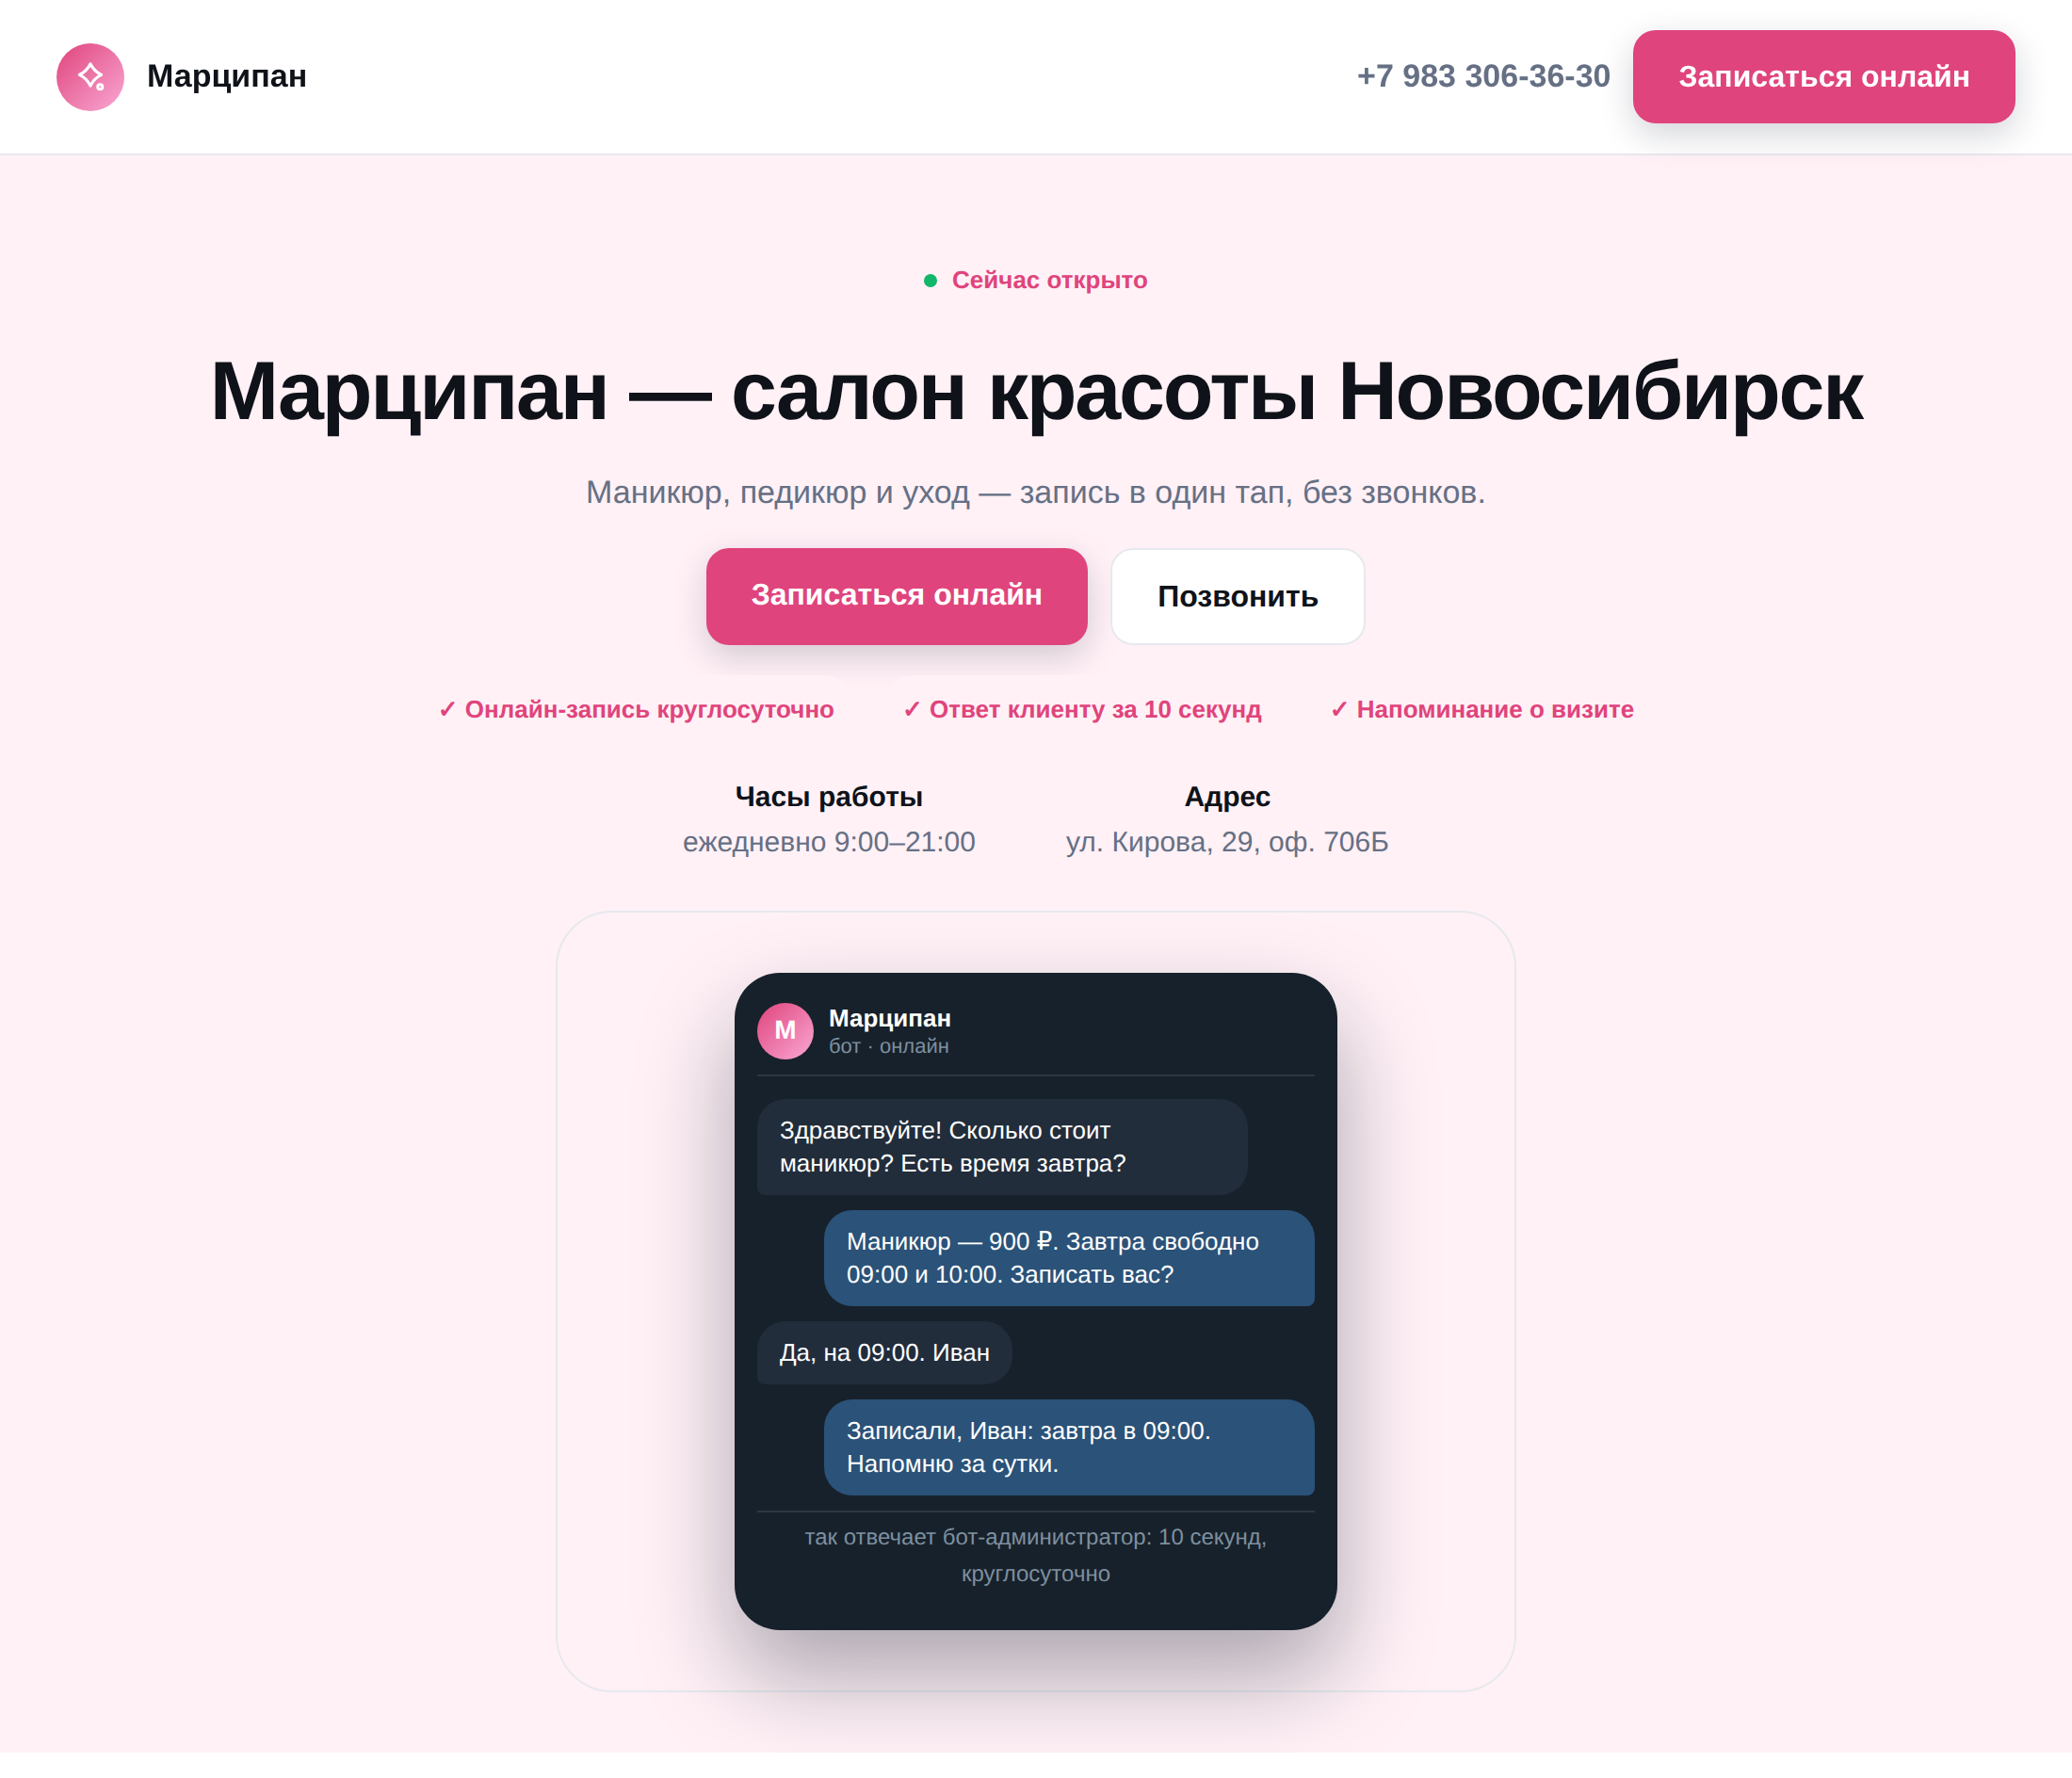 Марципан
+7 983 306-36-30
Записаться онлайн
Сейчас открыто
Марципан — салон красоты Новосибирск
Маникюр, педикюр и уход — запись в один тап, без звонков.
Записаться онлайн
Позвонить
✓ Онлайн-запись круглосуточно
✓ Ответ клиенту за 10 секунд
✓ Напоминание о визите
Часы работы
ежедневно 9:00–21:00
Адрес
ул. Кирова, 29, оф. 706Б
М
Марципан
бот · онлайн
Здравствуйте! Сколько стоит
маникюр? Есть время завтра?
Маникюр — 900 ₽. Завтра свободно
09:00 и 10:00. Записать вас?
Да, на 09:00. Иван
Записали, Иван: завтра в 09:00.
Напомню за сутки.
так отвечает бот-администратор: 10 секунд,
круглосуточно